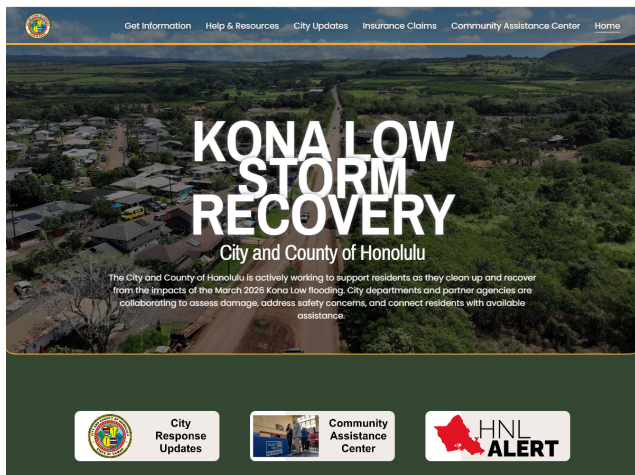 Get Information Help & Resources City Updates Insurance Claims Community Assistance Center Home
KONA LOW
STORM
RECOVERY
City and County of Honolulu
The City and County of Honolulu is actively working to support residents as they clean up and recover
from the impacts of the March 2026 Kona Low flooding. City departments and partner agencies are
collaborating to assess damage, address safety concerns, and connect residents with available
assistance.
City
Response
Updates
Community
Assistance
Center
HNL
ALERT